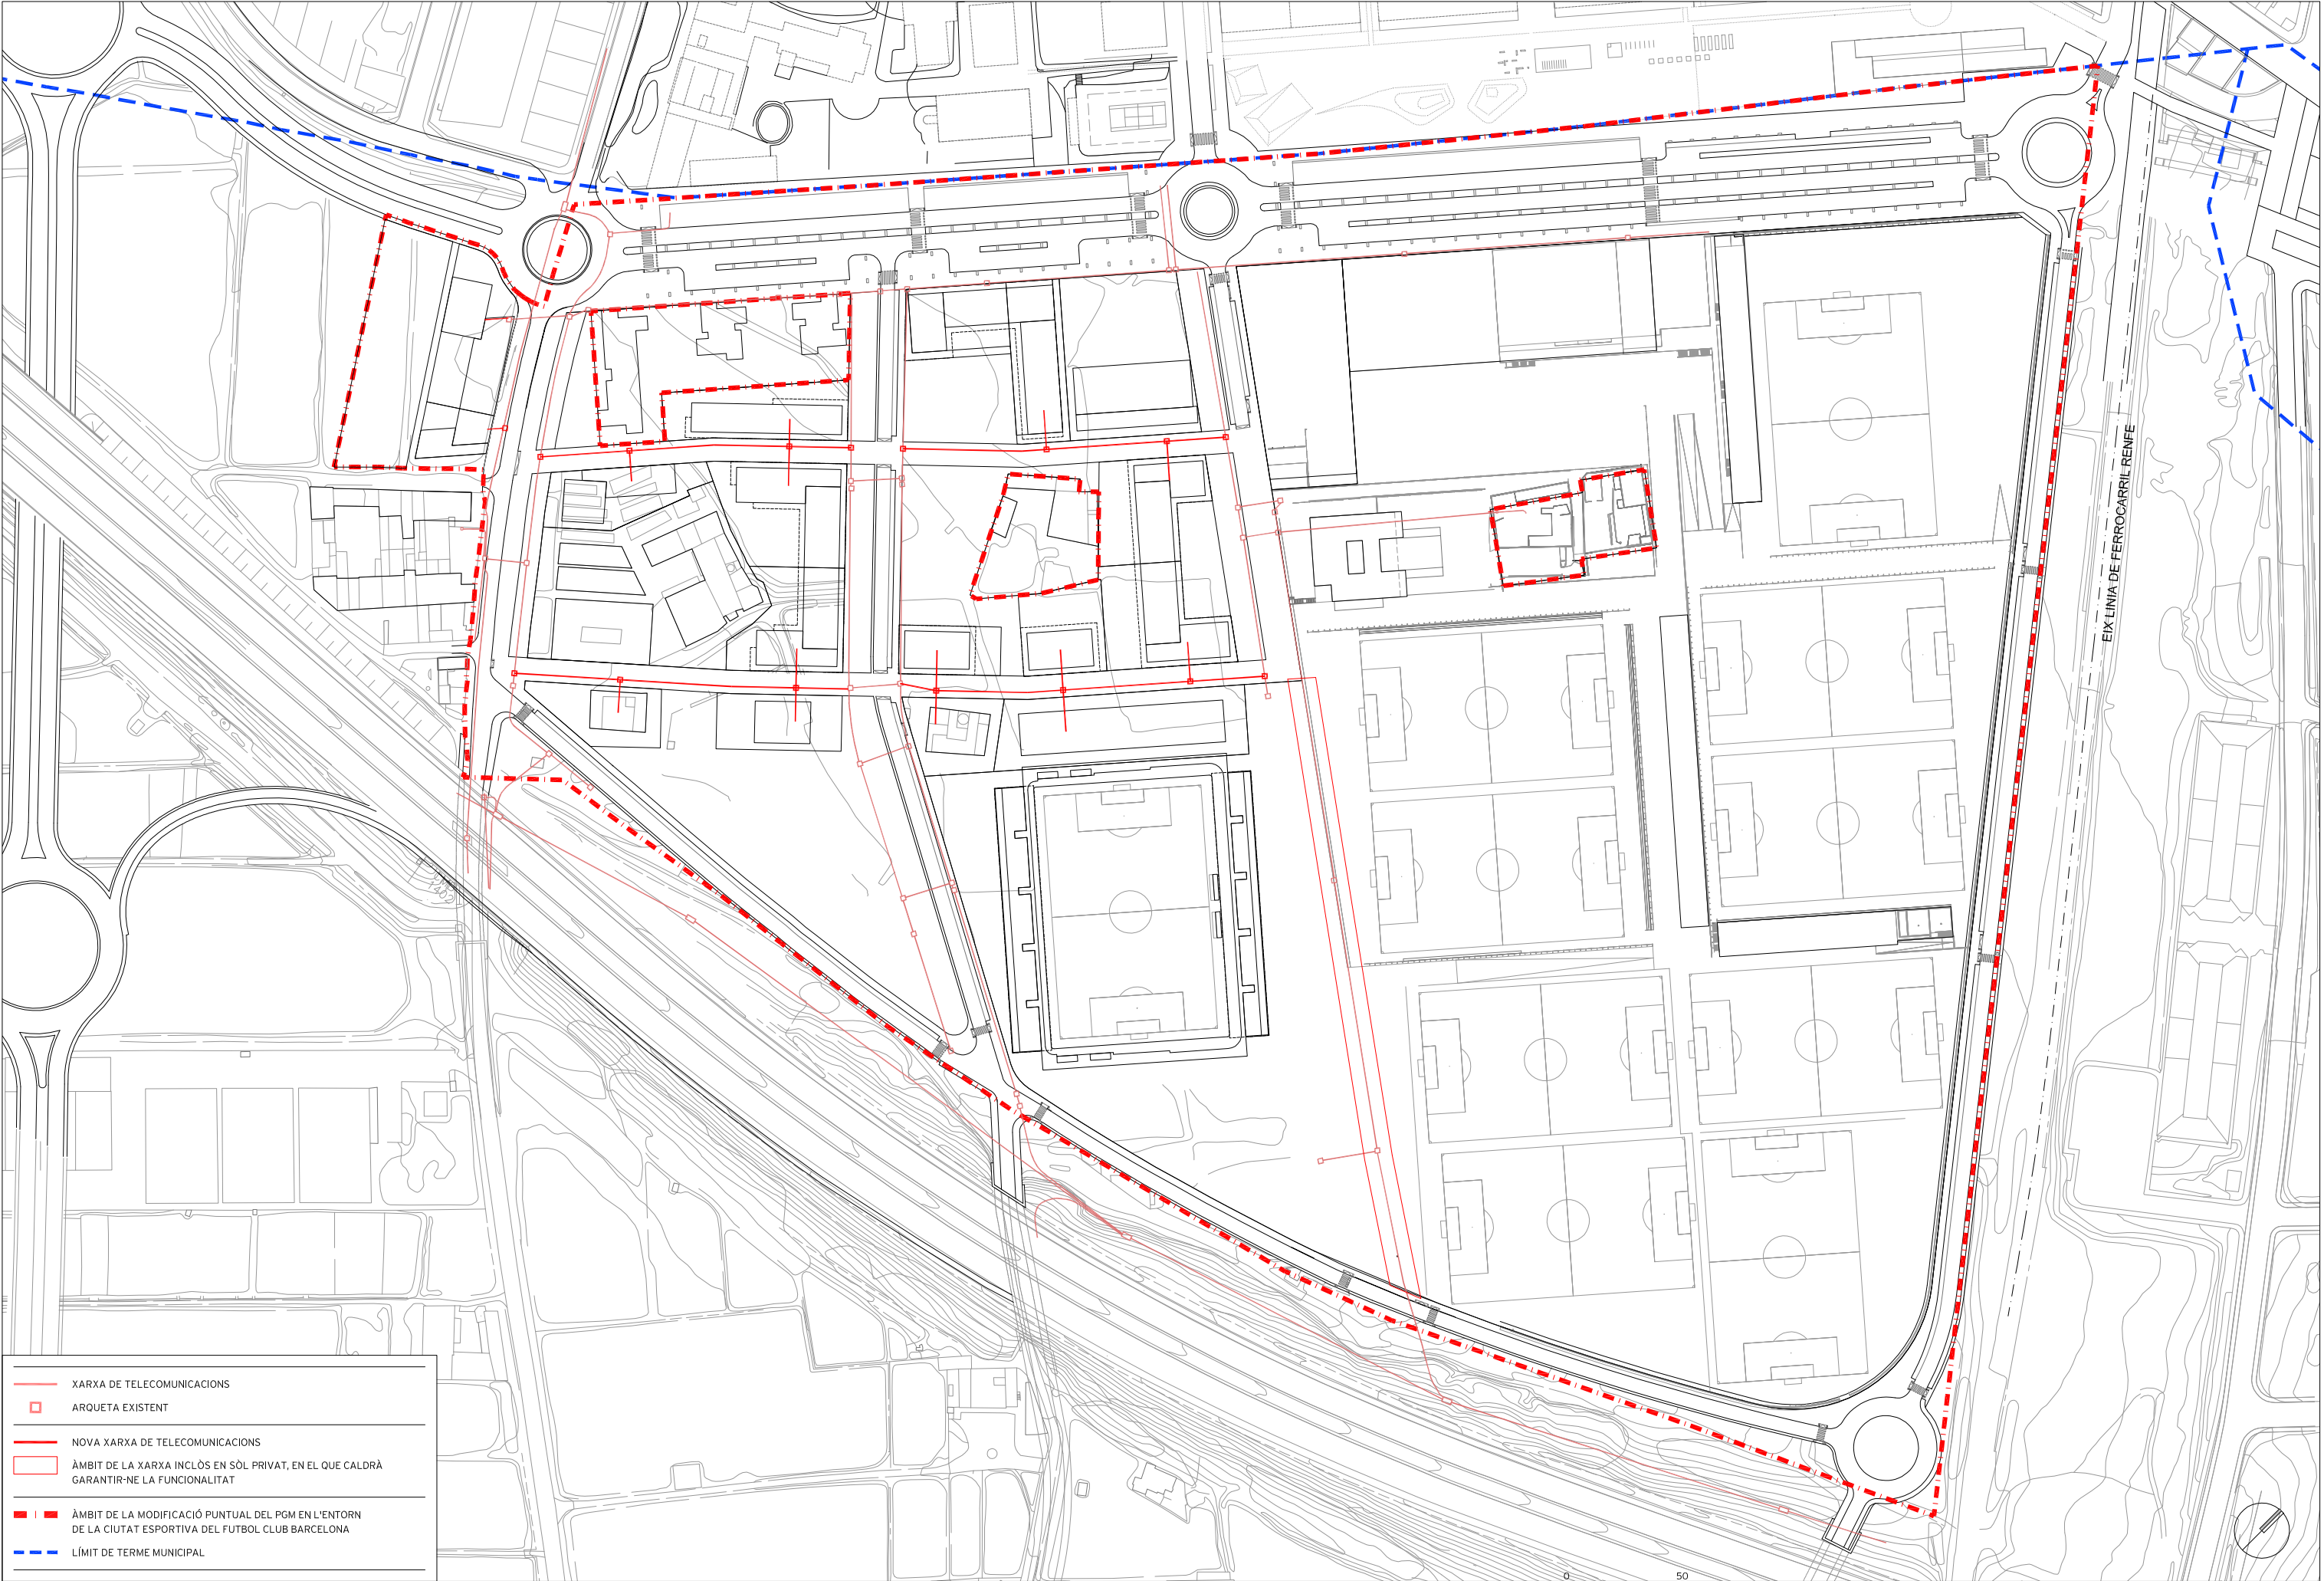 EIX LINIA DE FERROCARRIL RENFE
XARXA DE TELECOMUNICACIONS
ARQUETA EXISTENT
NOVA XARXA DE TELECOMUNICACIONS
ÀMBIT DE LA XARXA INCLÒS EN SÒL PRIVAT, EN EL QUE CALDRÀ
GARANTIR-NE LA FUNCIONALITAT
ÀMBIT DE LA MODIFICACIÓ PUNTUAL DEL PGM EN L'ENTORN
DE LA CIUTAT ESPORTIVA DEL FUTBOL CLUB BARCELONA
LÍMIT DE TERME MUNICIPAL
0 50